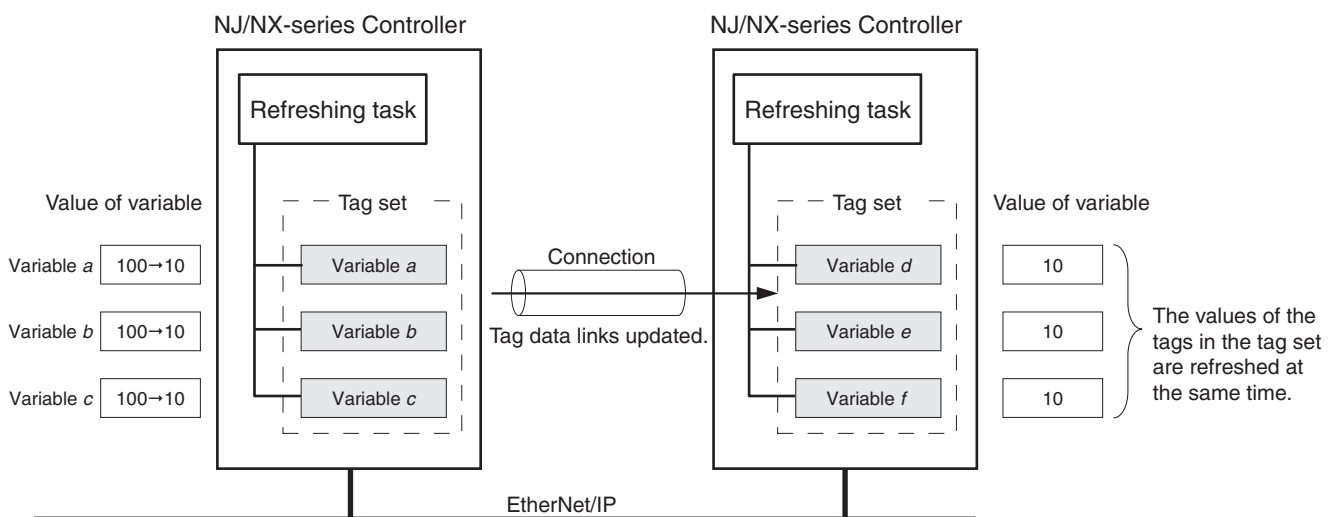 NJ/NX-series Controller
NJ/NX-series Controller
Refreshing task
Refreshing task
Value of variable
Tag set
Tag set
Value of variable
Variable a
100→10
Variable a
Connection
Variable d
10
Variable b
100→10
Variable b
Tag data links updated.
Variable e
10
Variable c
100→10
Variable c
Variable f
10
The values of the
tags in the tag set
are refreshed at
the same time.
EtherNet/IP